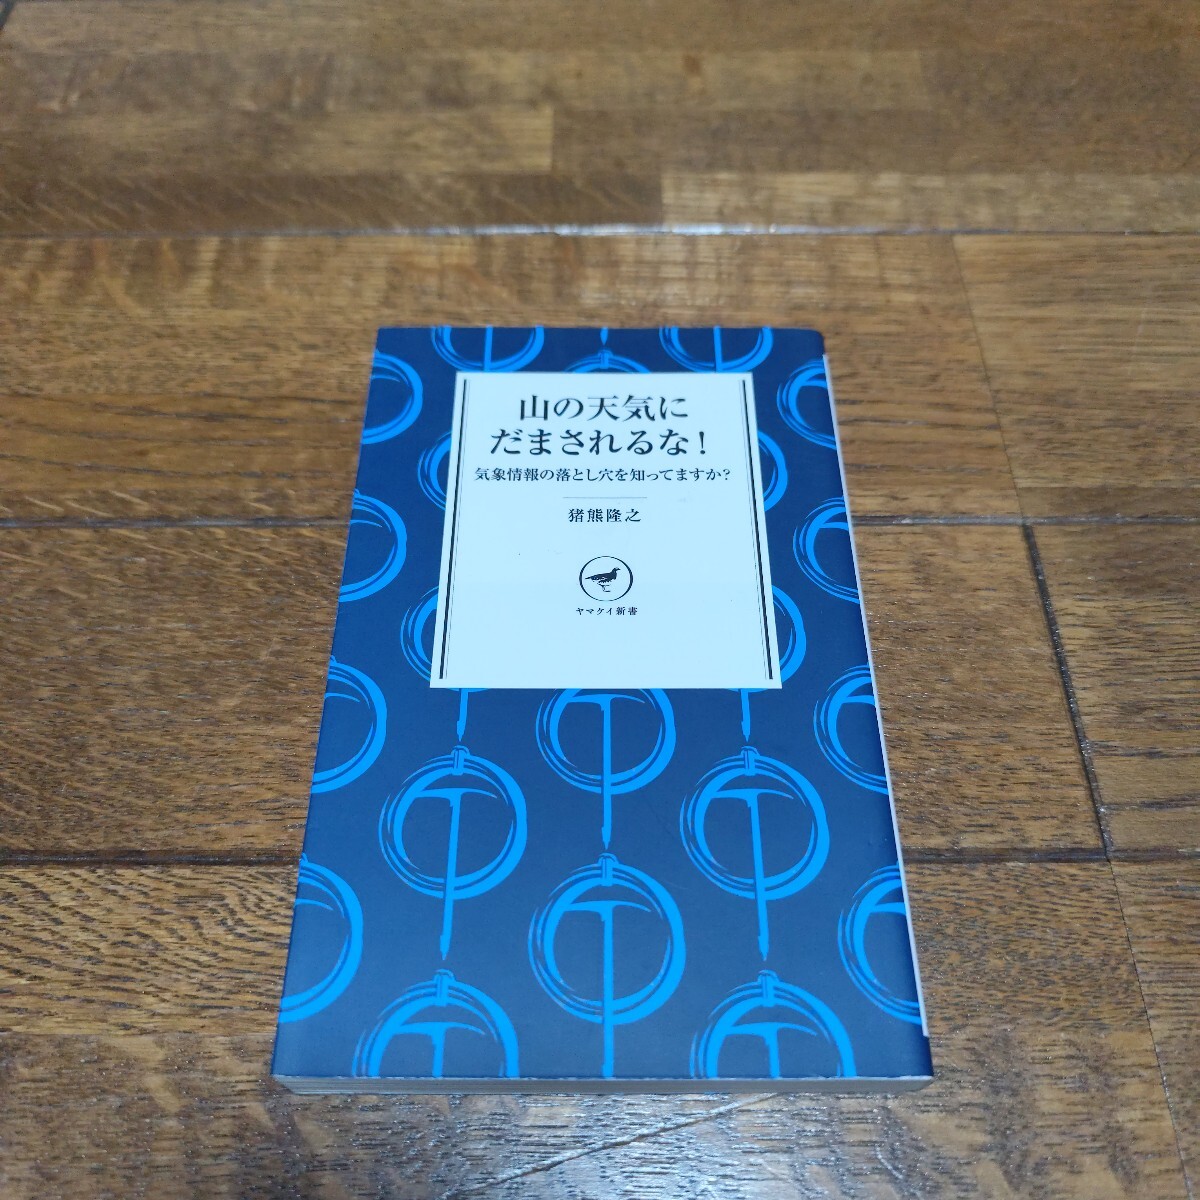 山の天気に
だまされるな!
気象情報の落とし穴を知ってますか?
猪熊隆之
ヤマケイ新書